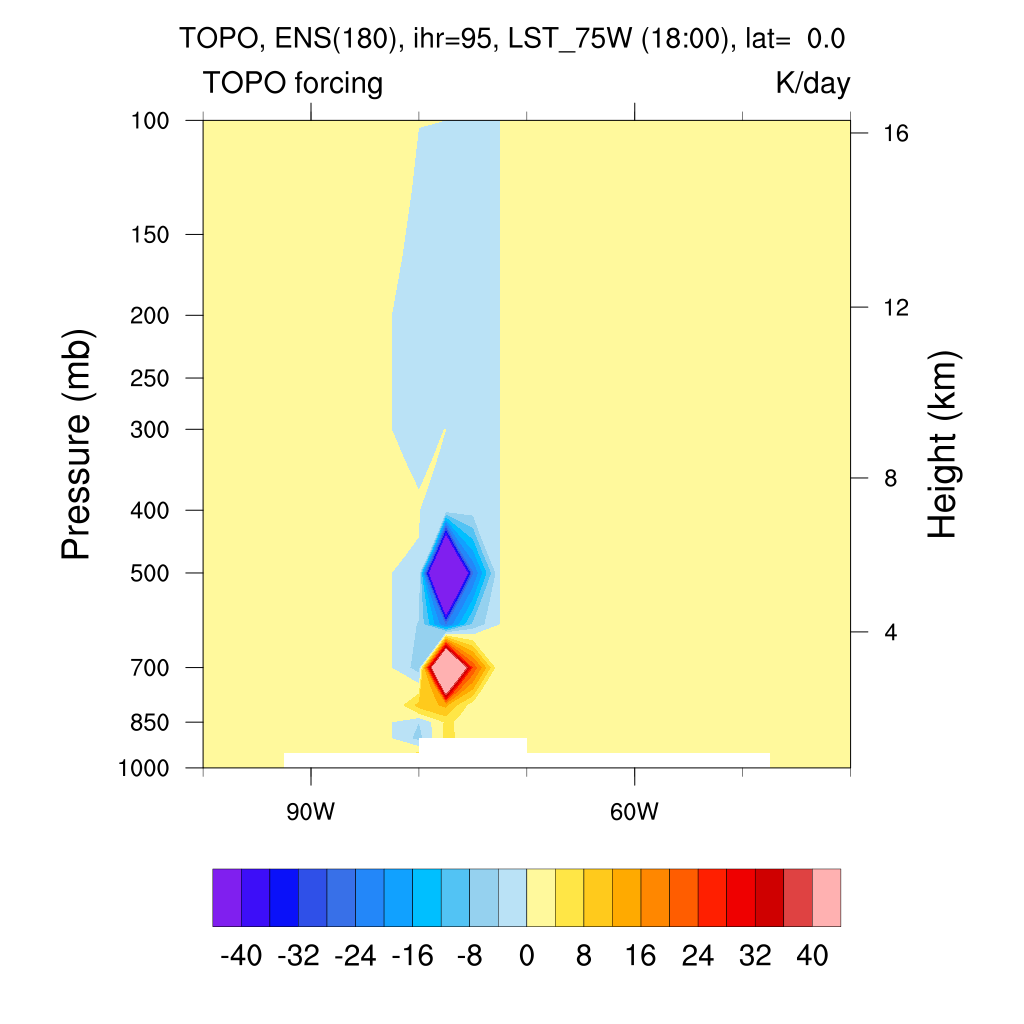 TOPO, ENS(180), ihr=95, LST_75W (18:00), lat=  0.0
TOPO forcing
K/day
100
150
200
250
300
400
500
700
850
1000
Pressure (mb)
16
12
8
4
Height (km)
90W
60W
-40 -32 -24 -16 -8 0 8 16 24 32 40